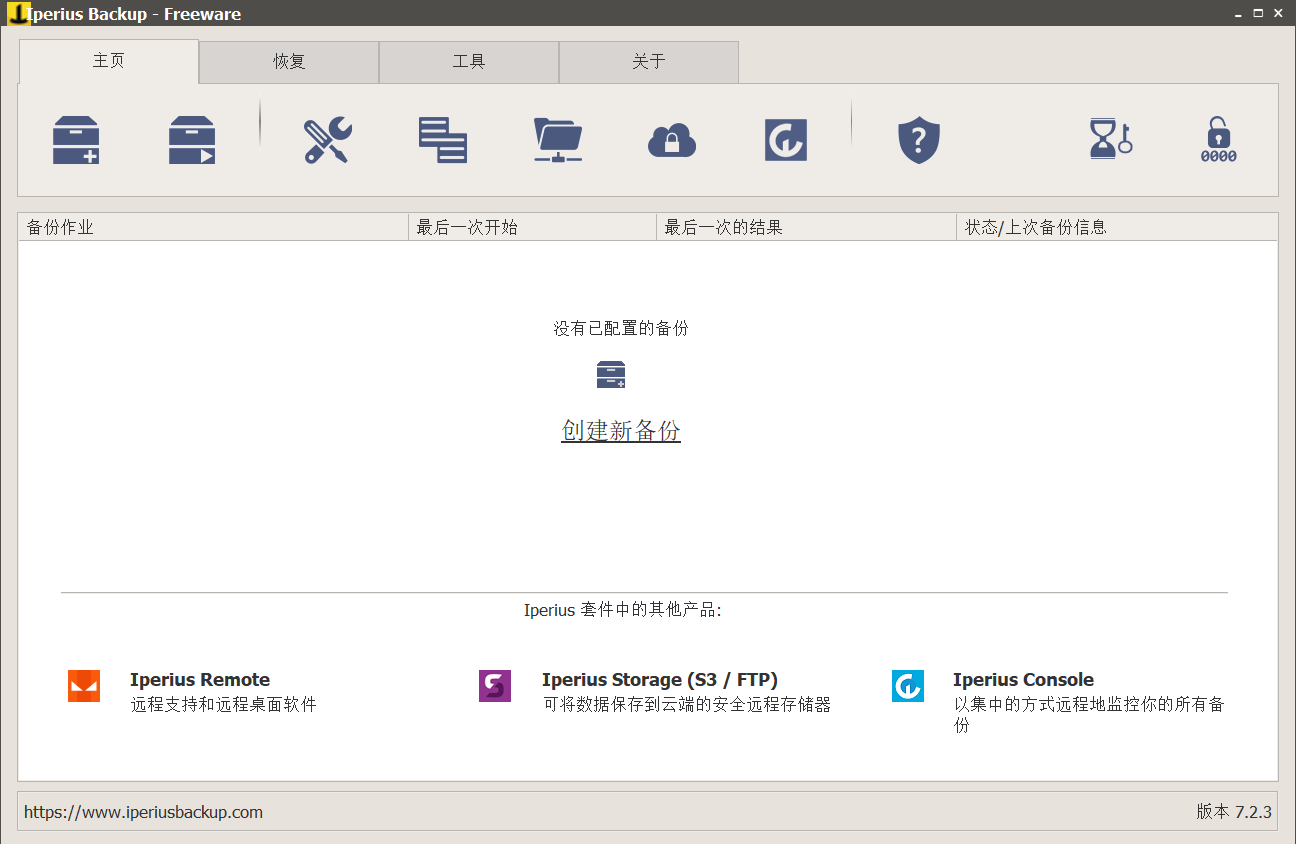 Iperius Backup - Freeware
主页
恢复
工具
关于
0000
备份作业
最后一次开始
最后一次的结果
状态/上次备份信息
没有已配置的备份
创建新备份
Iperius 套件中的其他产品:
Iperius Remote
远程支持和远程桌面软件
Iperius Storage (S3 / FTP)
可将数据保存到云端的安全远程存储器
Iperius Console
以集中的方式远程地监控你的所有备
份
https://www.iperiusbackup.com
版本 7.2.3